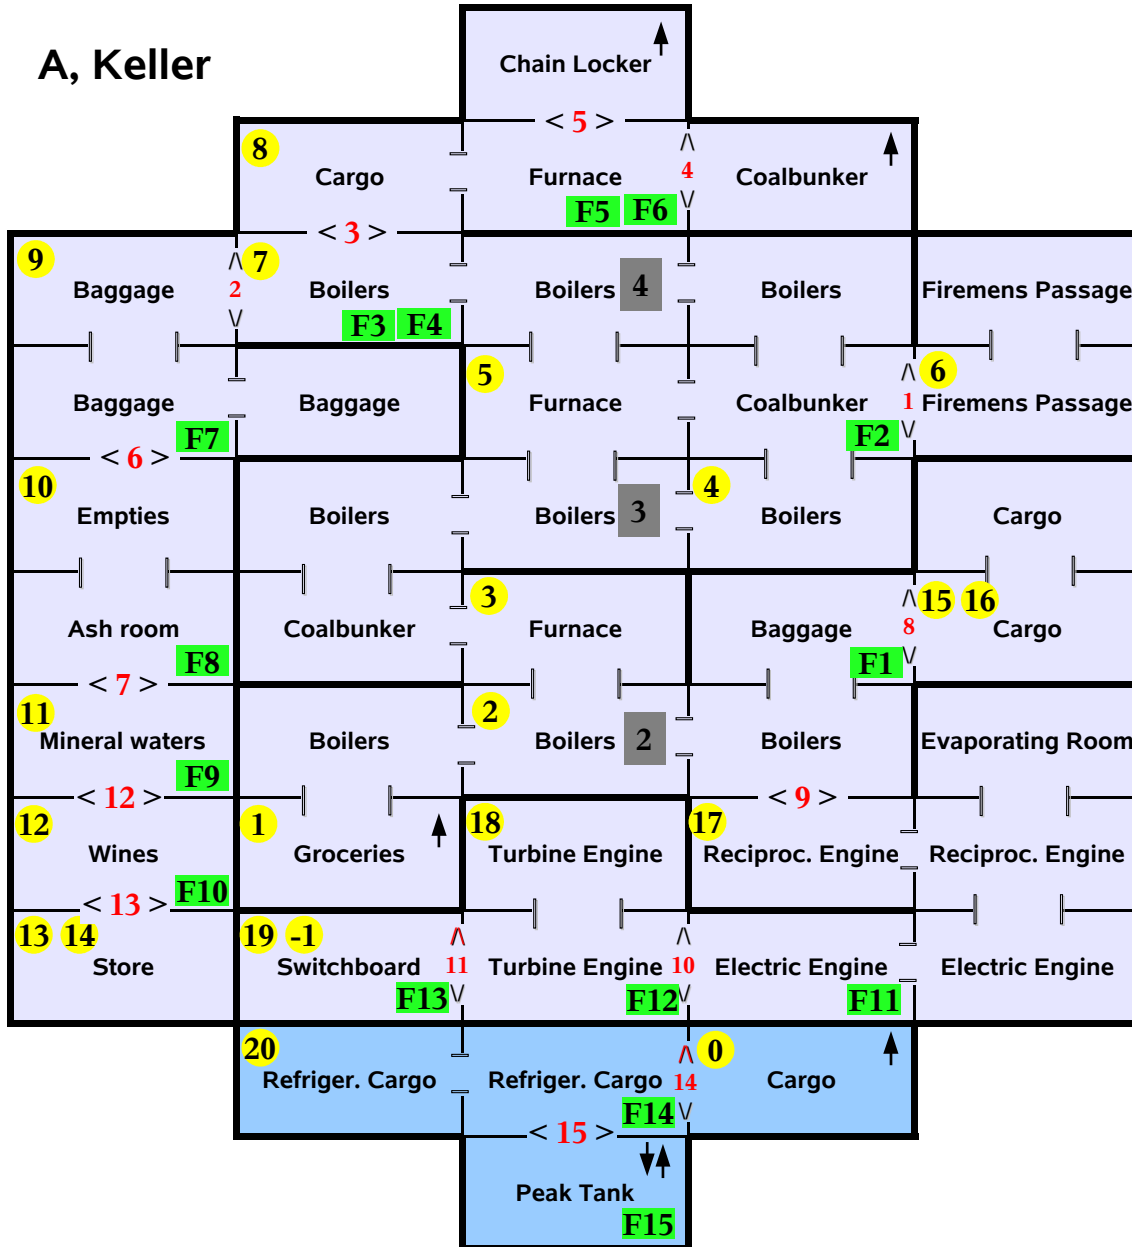 A, Keller
Chain Locker
< 5 >
8
Cargo
Furnace
4
Coalbunker
F5 F6
< 3 >
9
7
Baggage
2
Boilers
Boilers
4
Boilers
Firemens Passage
F3 F4
5
6
Baggage
Baggage
Furnace
Coalbunker
1
Firemens Passage
F7
F2
< 6 >
10
4
Empties
Boilers
Boilers
3
Boilers
Cargo
3
15 16
Ash room
Coalbunker
Furnace
Baggage
8
Cargo
F8
F1
< 7 >
11
2
Mineral waters
Boilers
Boilers
2
Boilers
Evaporating Room
F9
< 12 >
< 9 >
12
1
18
17
Wines
Groceries
Turbine Engine
Reciproc. Engine
Reciproc. Engine
F10
< 13 >
13 14
19 -1
Store
Switchboard
11
Turbine Engine
10
Electric Engine
Electric Engine
F13
F12
F11
20
0
Refriger. Cargo
Refriger. Cargo
14
Cargo
F14
< 15 >
Peak Tank
F15